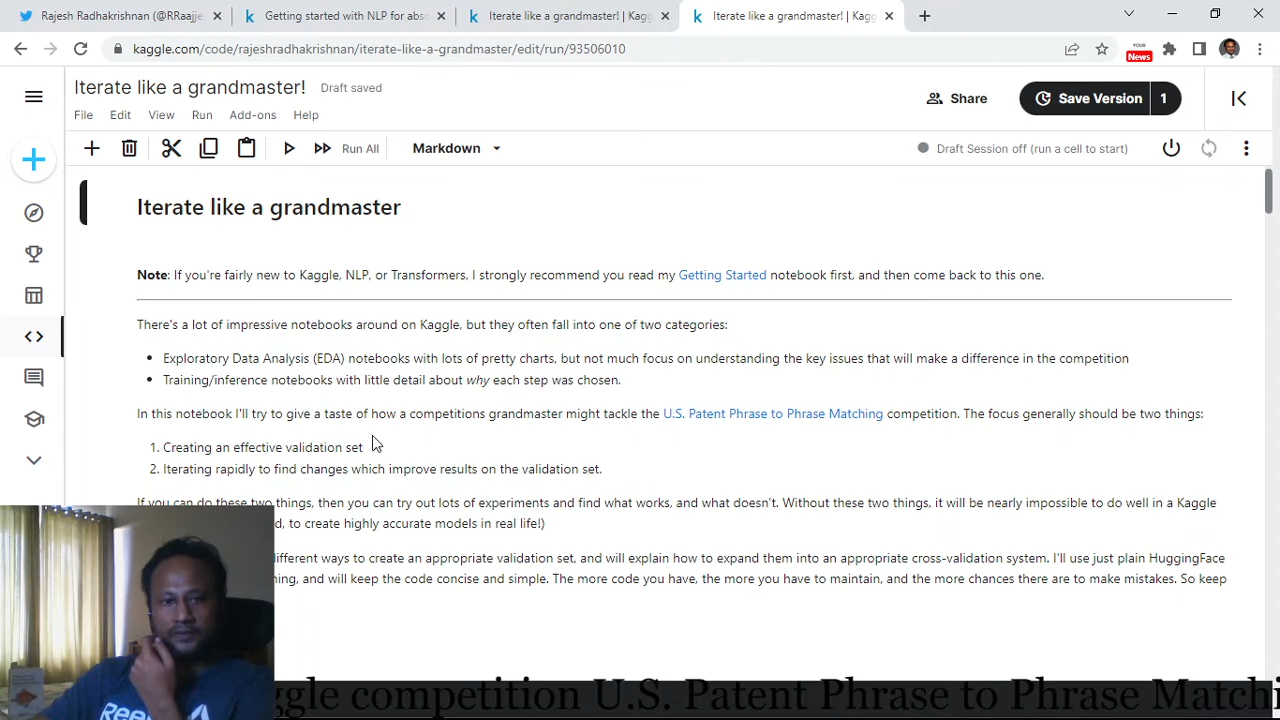 Rajesh Radhakrishnan (@RRaajjee
Getting started with NLP for abs
Iterate like a grandmaster! | Kagg
Iterate like a grandmaster! | Kagg
kaggle.com/code/rajeshradhakrishnan/iterate-like-a-grandmaster/edit/run/93506010
YOUR
News
Iterate like a grandmaster!
Draft saved
Share
Save Version
1
File Edit View Run Add-ons Help
Run All
Markdown
Draft Session off (run a cell to start)
Iterate like a grandmaster
Note: If you're fairly new to Kaggle, NLP, or Transformers, I strongly recommend you read my Getting Started notebook first, and then come back to this one.
There's a lot of impressive notebooks around on Kaggle, but they often fall into one of two categories:
• Exploratory Data Analysis (EDA) notebooks with lots of pretty charts, but not much focus on understanding the key issues that will make a difference in the competition
• Training/inference notebooks with little detail about why each step was chosen.
In this notebook I'll try to give a taste of how a competitions grandmaster might tackle the U.S. Patent Phrase to Phrase Matching competition. The focus generally should be two things:
1. Creating an effective validation set
2. Iterating rapidly to find changes which improve results on the validation set.
If you can do these two things, then you can try out lots of experiments and find what works, and what doesn't. Without these two things, it will be nearly impossible to do well in a Kaggle
d, to create highly accurate models in real life!)
ifferent ways to create an appropriate validation set, and will explain how to expand them into an appropriate cross-validation system. I'll use just plain HuggingFace
ning, and will keep the code concise and simple. The more code you have, the more you have to maintain, and the more chances there are to make mistakes. So keep
ggle competition U.S. Patent Phrase to Phrase Matchi
Reebok